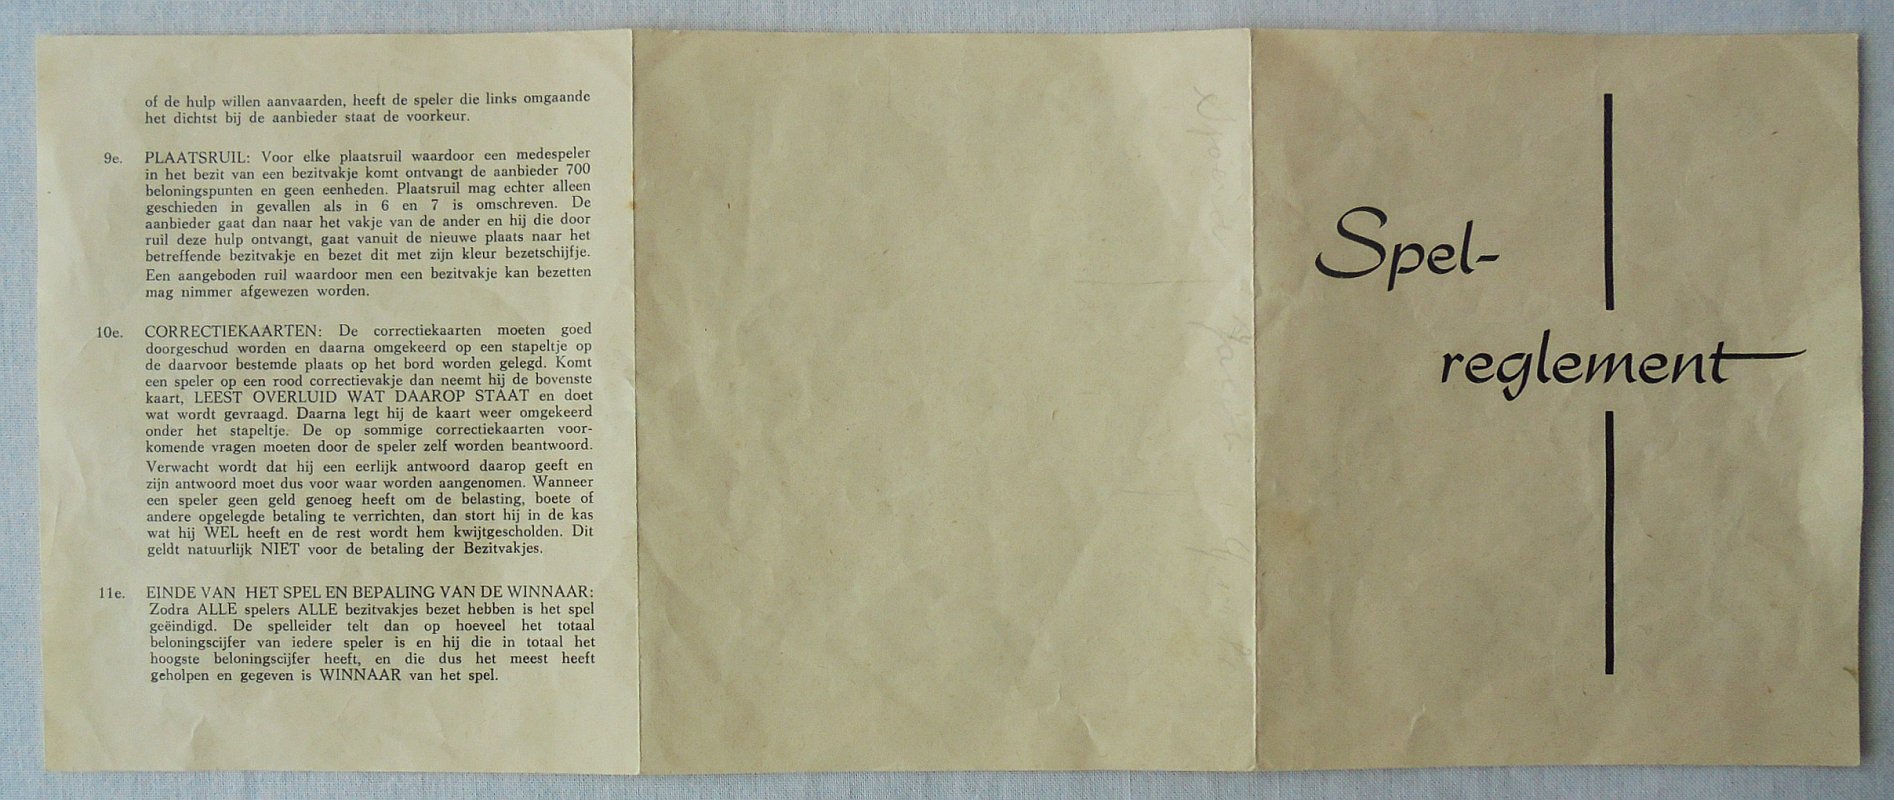 of de hulp willen aanvaarden, heeft de speler die links omgaande
het dichtst bij de aanbieder staat de voorkeur.
9e. PLAATSRUIL: Voor elke plaatsruil waardoor een medespeler
in het bezit van een bezitvakje komt ontvangt de aanbieder 700
beloningspunten en geen eenheden. Plaatsruil mag echter alleen
geschieden in gevallen als in 6 en 7 is omschreven. De
aanbieder gaat dan naar het vakje van de ander en hij die door
ruil deze hulp ontvangt, gaat vanuit de nieuwe plaats naar het
betreffende bezitvakje en bezet dit met zijn kleur bezetschijfje.
Een aangeboden ruil waardoor men een bezitvakje kan bezetten
mag nimmer afgewezen worden.
10e. CORRECTIEKAARTEN: De correctiekaarten moeten goed
doorgeschud worden en daarna omgekeerd op een stapeltje op
de daarvoor bestemde plaats op het bord worden gelegd. Komt
een speler op een rood correctievakje dan neemt hij de bovenste
kaart, LEEST OVERLUID WAT DAAROP STAAT en doet
wat wordt gevraagd. Daarna legt hij de kaart weer omgekeerd
onder het stapeltje. De op sommige correctiekaarten voor-
komende vragen moeten door de speler zelf worden beantwoord.
Verwacht wordt dat hij een eerlijk antwoord daarop geeft en
zijn antwoord moet dus voor waar worden aangenomen. Wanneer
een speler geen geld genoeg heeft om de belasting, boete of
andere opgelegde betaling te verrichten, dan stort hij in de kas
wat hij WEL heeft en de rest wordt hem kwijtgescholden. Dit
geldt natuurlijk NIET voor de betaling der Bezitvakjes.
11e. EINDE VAN HET SPEL EN BEPALING VAN DE WINNAAR:
Zodra ALLE spelers ALLE bezitvakjes bezet hebben is het spel
geëindigd. De spelleider telt dan op hoeveel het totaal
beloningscijfer van iedere speler is en hij die in totaal het
hoogste beloningscijfer heeft, en die dus het meest heeft
geholpen en gegeven is WINNAAR van het spel.
Spel-
reglement